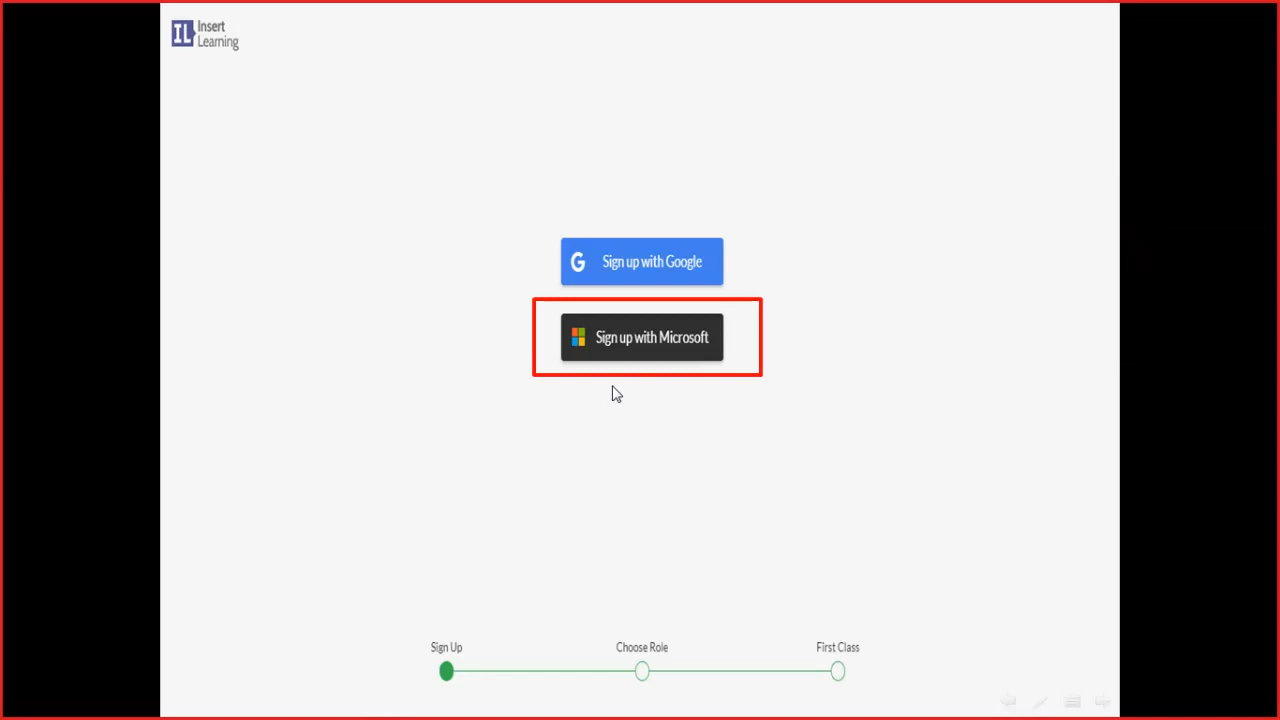 IL Insert
Learning
G Sign up with Google
Sign up with Microsoft
Sign Up
Choose Role
First Class